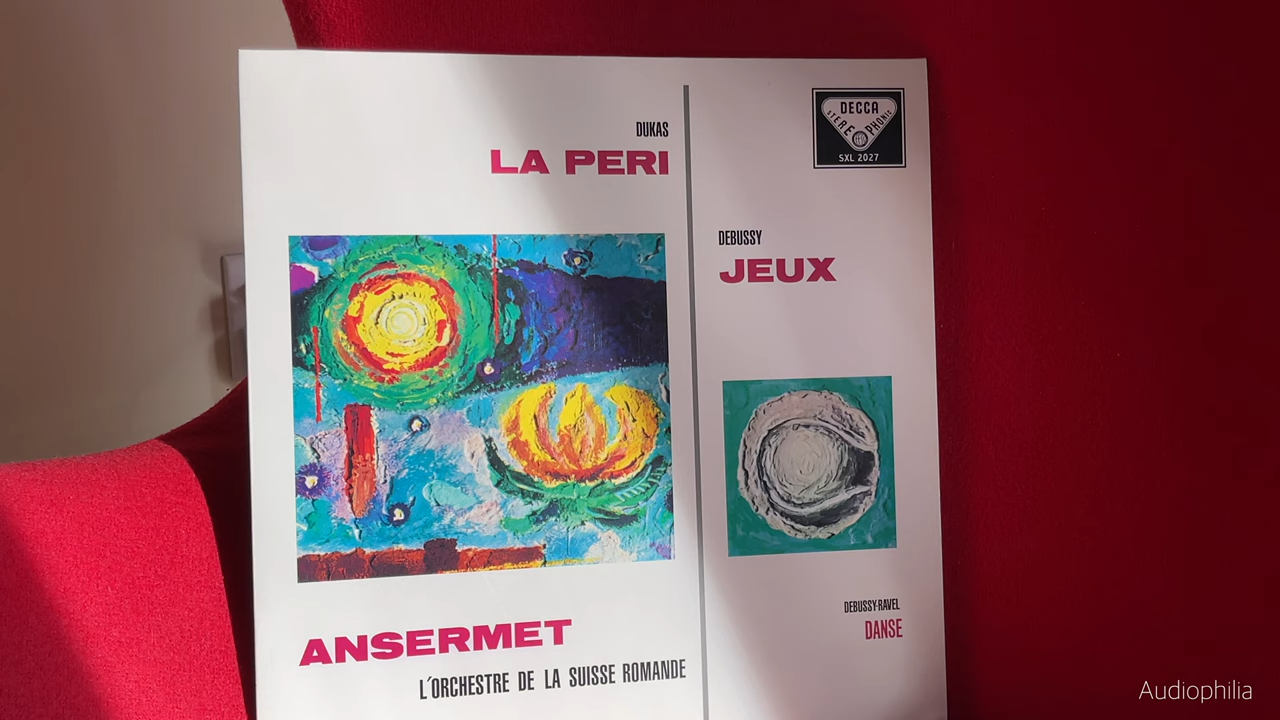 DUKAS
LA PERI
DECCA
STEREOPHONIC
SXL 2027
DEBUSSY
JEUX
ANSERMET
L'ORCHESTRE DE LA SUISSE ROMANDE
DEBUSSY-RAVEL
DANSE
Audiophilia